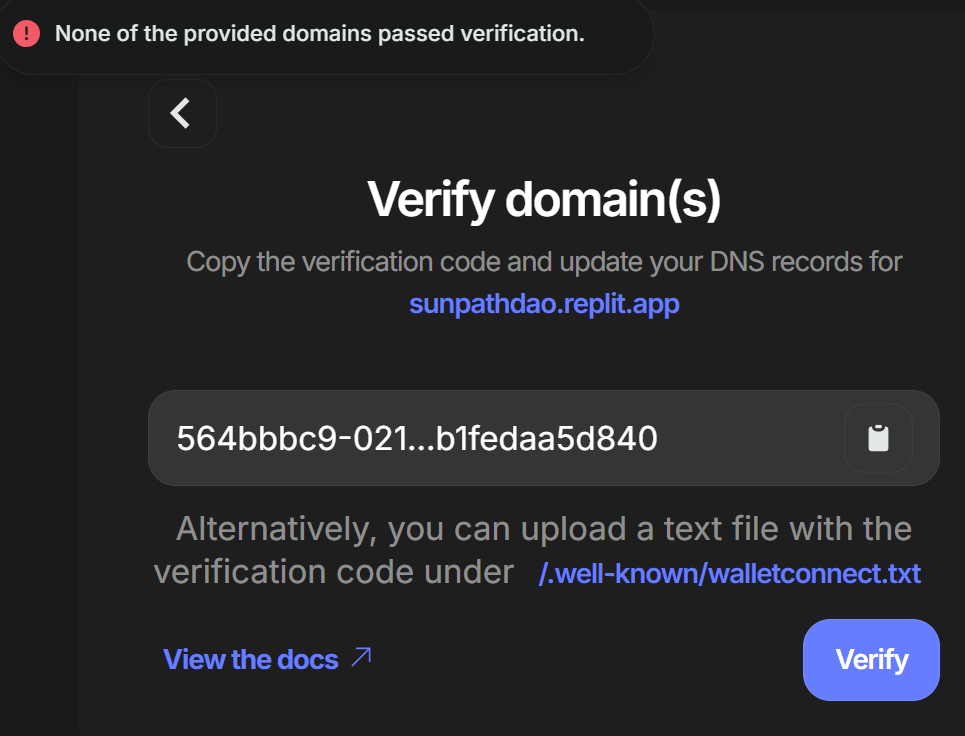 None of the provided domains passed verification.
Verify domain(s)
Copy the verification code and update your DNS records for
sunpathdao.replit.app
564bbbc9-021...b1fedaa5d840
Alternatively, you can upload a text file with the
verification code under /.well-known/walletconnect.txt
View the docs
Verify